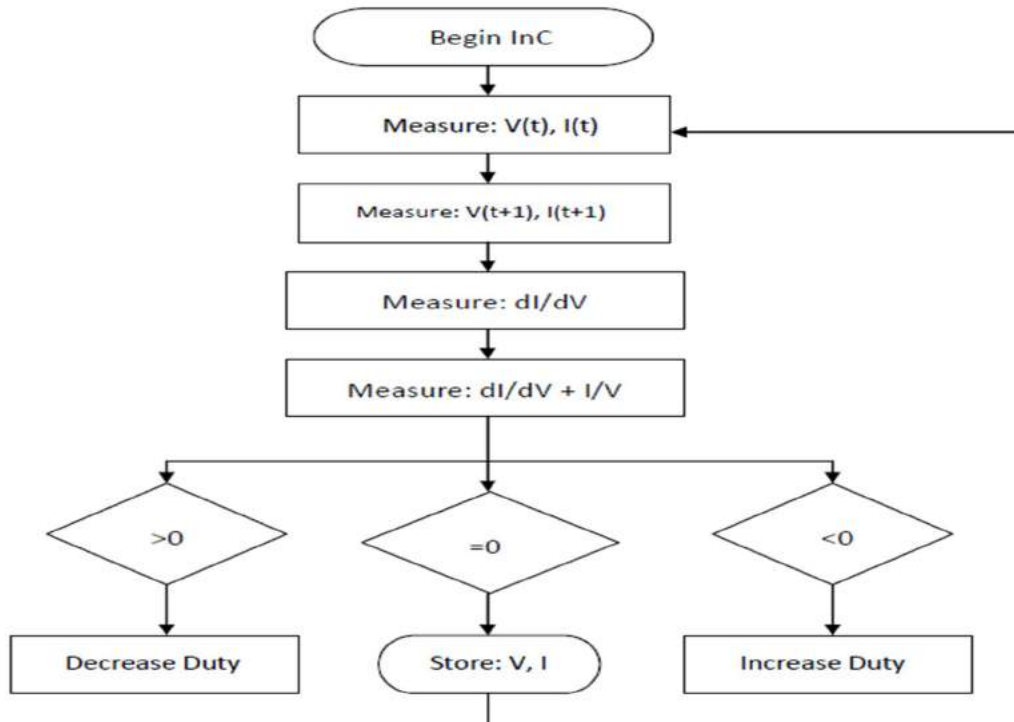 Begin InC
Measure: V(t), I(t)
Measure: V(t+1), I(t+1)
Measure: dI/dV
Measure: dI/dV + I/V
>0
=0
<0
Decrease Duty
Store: V, I
Increase Duty